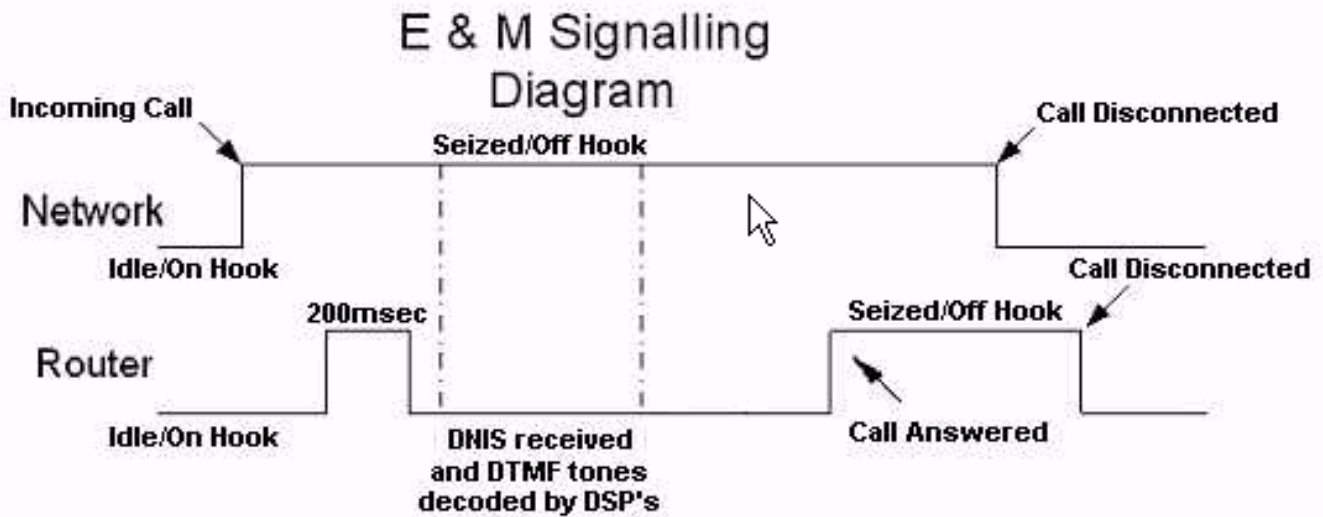 E & M Signalling
Diagram
Incoming Call
Call Disconnected
Seized/Off Hook
Network
Idle/On Hook
Call Disconnected
200msec
Seized/Off Hook
Router
Idle/On Hook
DNIS received
and DTMF tones
decoded by DSP's
Call Answered